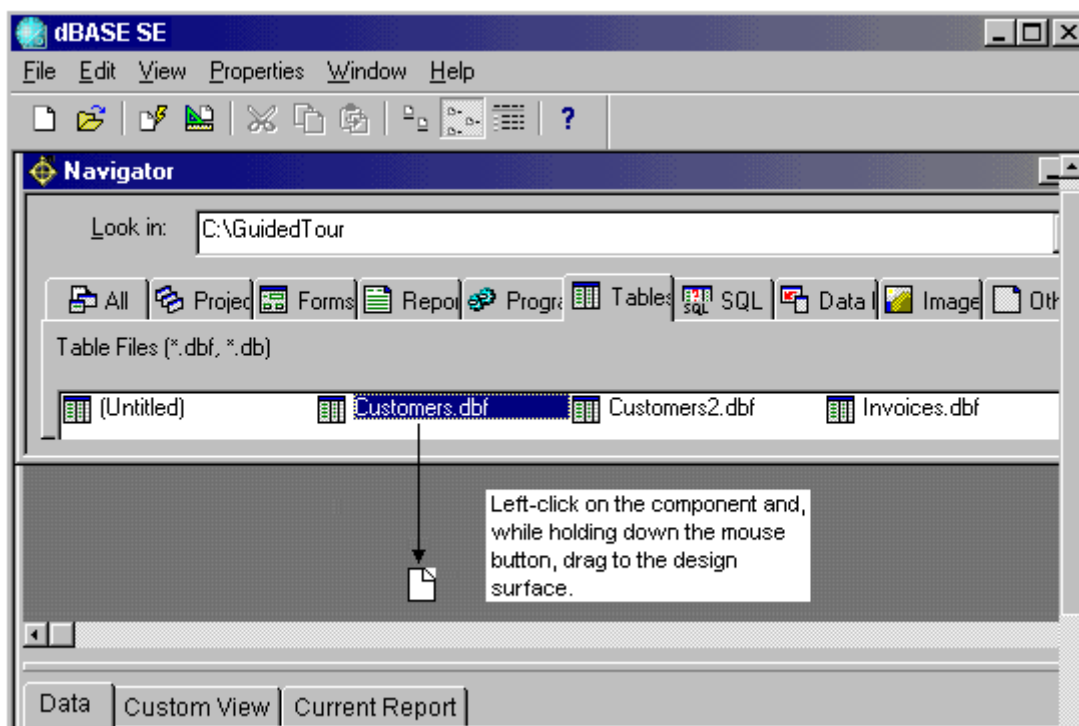 dBASE SE
File Edit View Properties Window Help
?
Navigator
Look in: C:\GuidedTour
All Projec Forms Repor Progra Tables SQL SQL Data Image Oth
Table Files (*.dbf, *.db)
(Untitled) Customers.dbf Customers2.dbf Invoices.dbf
Left-click on the component and,
while holding down the mouse
button, drag to the design
surface.
Data Custom View Current Report